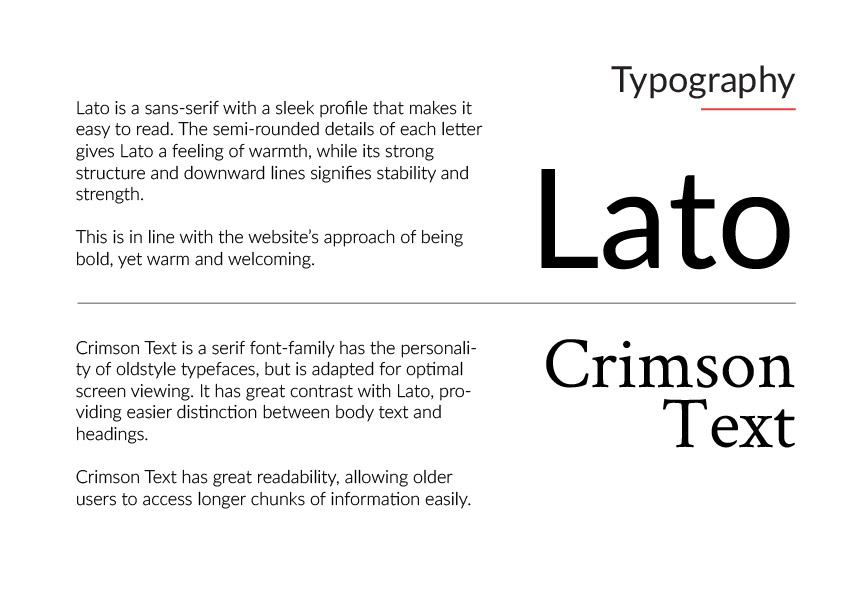 Typography
Lato is a sans-serif with a sleek profile that makes it
easy to read. The semi-rounded details of each letter
gives Lato a feeling of warmth, while its strong
structure and downward lines signifies stability and
strength.
This is in line with the website’s approach of being
bold, yet warm and welcoming.
Lato
Crimson Text is a serif font-family has the personali-
ty of oldstyle typefaces, but is adapted for optimal
screen viewing. It has great contrast with Lato, pro-
viding easier distinction between body text and
headings.
Crimson Text has great readability, allowing older
users to access longer chunks of information easily.
Crimson
Text